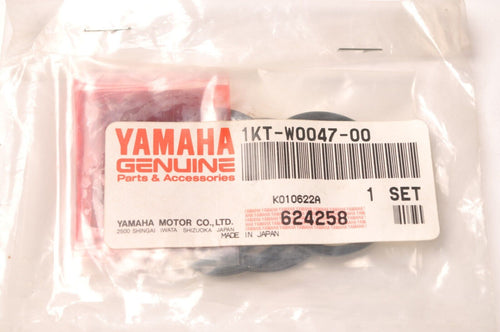 YAMAHA
GENUINE
Parts & Accessories
1KT-W0047-00
K010622A
1 SET
624258
YAMAHA MOTOR CO., LTD.
2500 SHINGAI IWATA SHIZUOKA JAPAN
MADE IN JAPAN